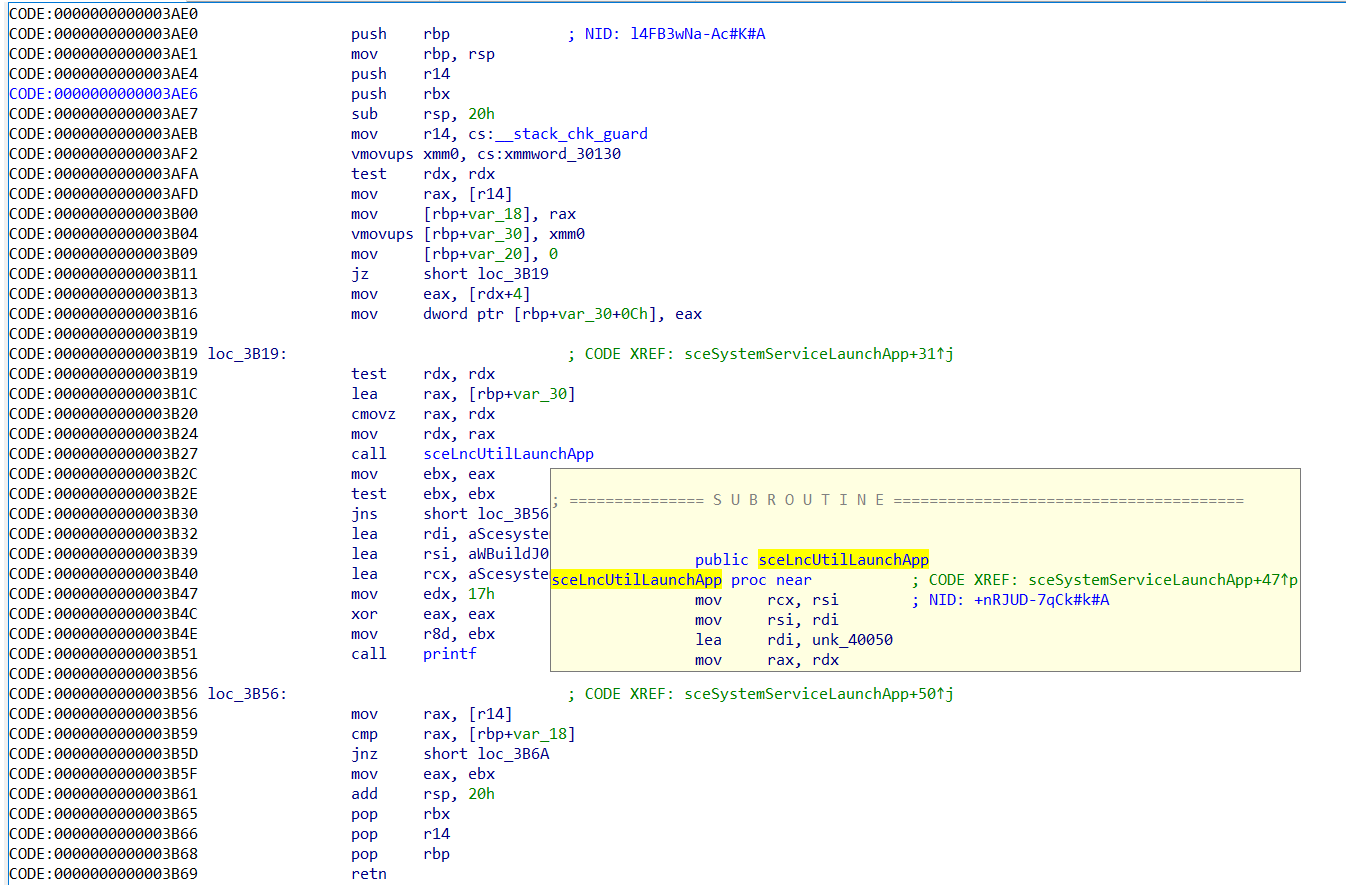 CODE:0000000000003AE0
CODE:0000000000003AE0 push rbp ; NID: l4FB3wNa-Ac#K#A
CODE:0000000000003AE1 mov rbp, rsp
CODE:0000000000003AE4 push r14
CODE:0000000000003AE6 push rbx
CODE:0000000000003AE7 sub rsp, 20h
CODE:0000000000003AEB mov r14, cs:__stack_chk_guard
CODE:0000000000003AF2 vmovups xmm0, cs:xmmword_30130
CODE:0000000000003AFA test rdx, rdx
CODE:0000000000003AFD mov rax, [r14]
CODE:0000000000003B00 mov [rbp+var_18], rax
CODE:0000000000003B04 vmovups [rbp+var_30], xmm0
CODE:0000000000003B09 mov [rbp+var_20], 0
CODE:0000000000003B11 jz short loc_3B19
CODE:0000000000003B13 mov eax, [rdx+4]
CODE:0000000000003B16 mov dword ptr [rbp+var_30+0Ch], eax
CODE:0000000000003B19
CODE:0000000000003B19 loc_3B19: ; CODE XREF: sceSystemServiceLaunchApp+31↑j
CODE:0000000000003B19 test rdx, rdx
CODE:0000000000003B1C lea rax, [rbp+var_30]
CODE:0000000000003B20 cmovz rax, rdx
CODE:0000000000003B24 mov rdx, rax
CODE:0000000000003B27 call sceLncUtilLaunchApp
CODE:0000000000003B2C mov ebx, eax
CODE:0000000000003B2E test ebx, ebx
CODE:0000000000003B30 jns short loc_3B56
CODE:0000000000003B32 lea rdi, aScesyste
CODE:0000000000003B39 lea rsi, aWBuildJ0
CODE:0000000000003B40 lea rcx, aScesyste
CODE:0000000000003B47 mov edx, 17h
CODE:0000000000003B4C xor eax, eax
CODE:0000000000003B4E mov r8d, ebx
CODE:0000000000003B51 call printf
CODE:0000000000003B56
CODE:0000000000003B56 loc_3B56: ; CODE XREF: sceSystemServiceLaunchApp+50↑j
CODE:0000000000003B56 mov rax, [r14]
CODE:0000000000003B59 cmp rax, [rbp+var_18]
CODE:0000000000003B5D jnz short loc_3B6A
CODE:0000000000003B5F mov eax, ebx
CODE:0000000000003B61 add rsp, 20h
CODE:0000000000003B65 pop rbx
CODE:0000000000003B66 pop r14
CODE:0000000000003B68 pop rbp
CODE:0000000000003B69 retn
; =============== S U B R O U T I N E =======================================
public sceLncUtilLaunchApp
sceLncUtilLaunchApp proc near ; CODE XREF: sceSystemServiceLaunchApp+47↑p
mov rcx, rsi ; NID: +nRJUD-7qCk#k#A
mov rsi, rdi
lea rdi, unk_40050
mov rax, rdx